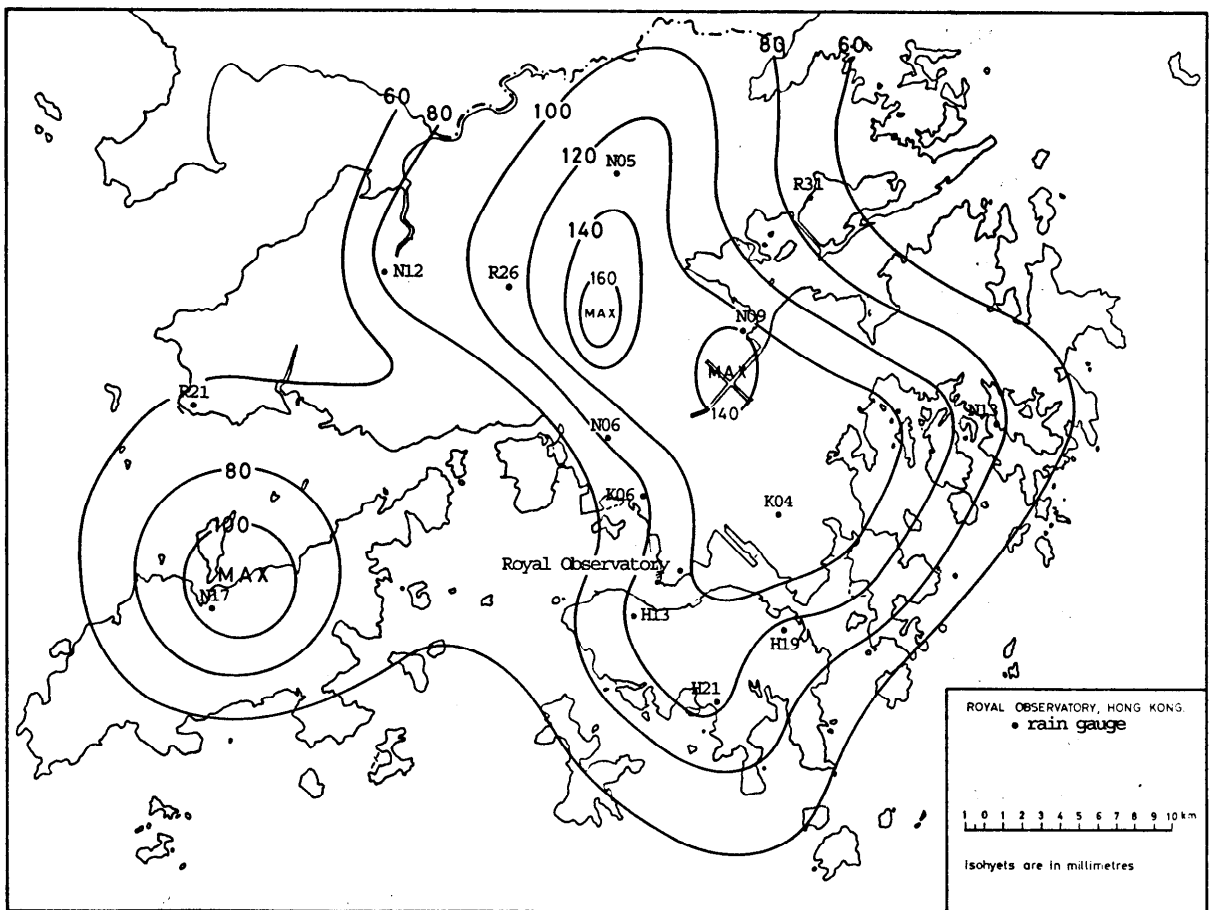 80 60
60
80
100
120
N05
R31
140
N12
R26
160
MAX
N09
MAX
R21
140
N13
N06
80
K06
K04
100
Royal Observatory
MAX
N17
H13
H19
H21
ROYAL OBSERVATORY, HONG KONG.
• rain gauge
1 0 1 2 3 4 5 6 7 8 9 10 km
Isohyets are in millimetres